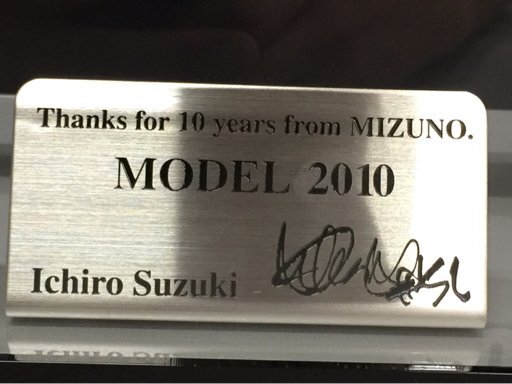 Thanks for 10 years from MIZUNO.
MODEL 2010
Ichiro Suzuki